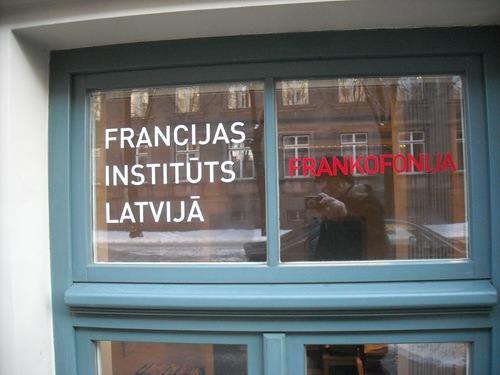 FRANCIJAS
INSTITŪTS
LATVIJĀ
FRANKOFONIJA